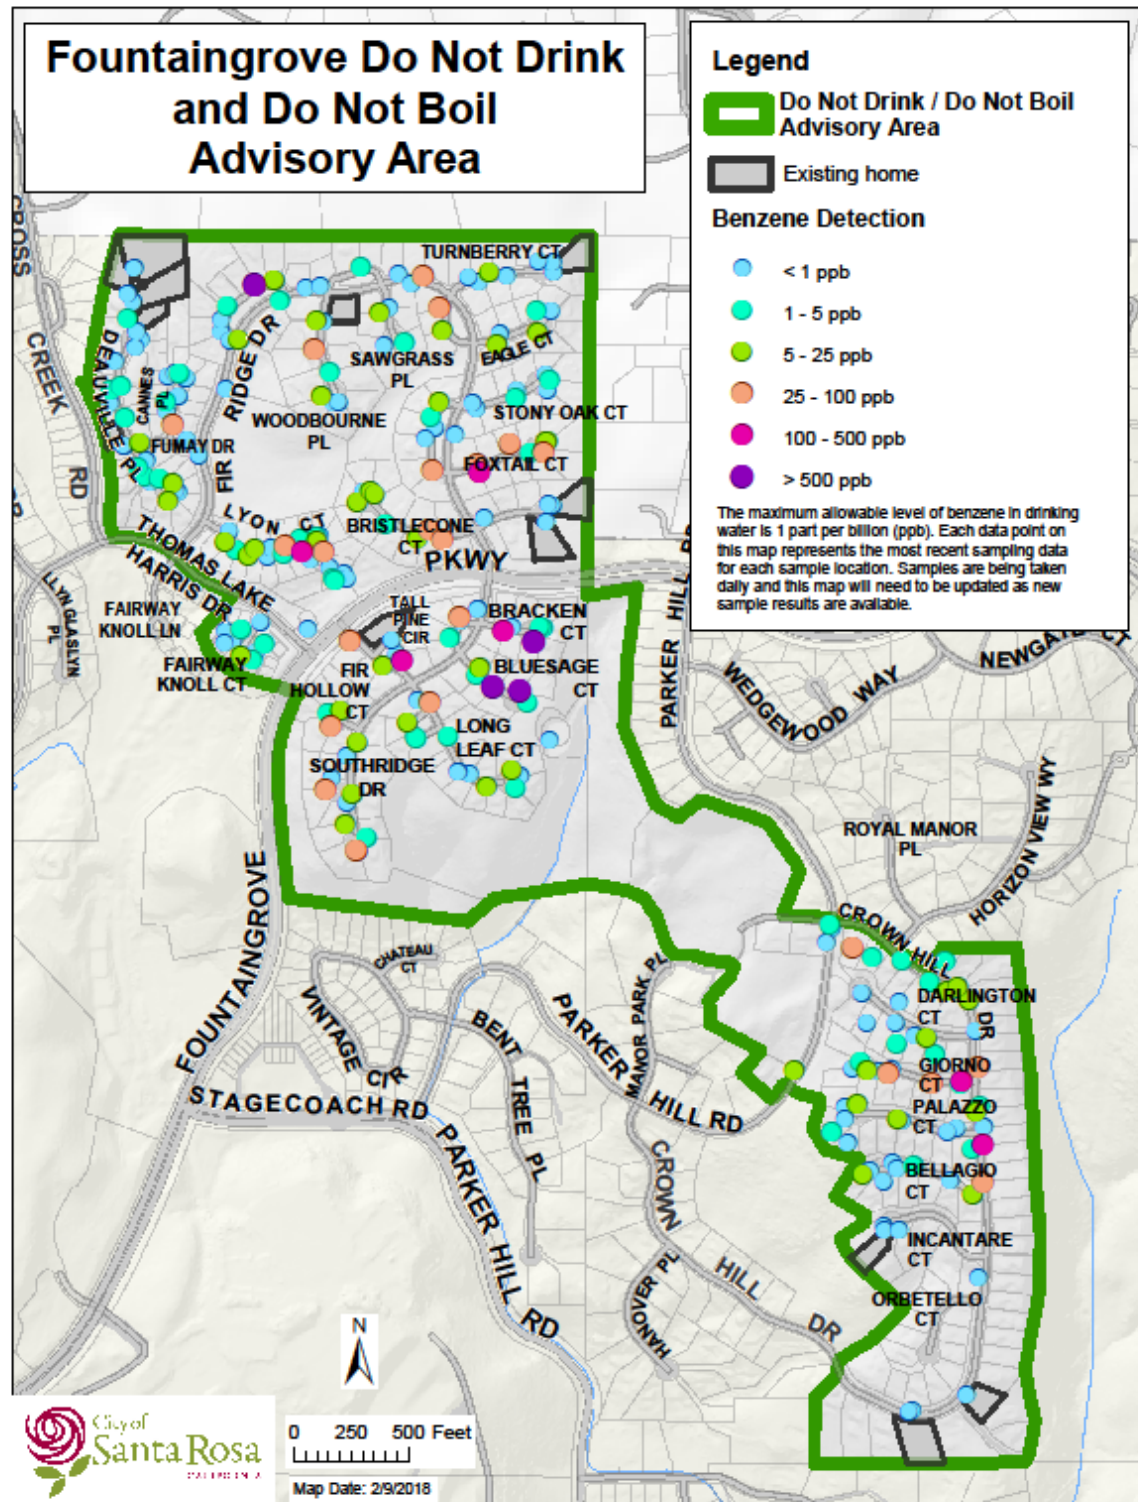 Fountaingrove Do Not Drink
and Do Not Boil
Advisory Area
Legend
Do Not Drink / Do Not Boil
Advisory Area
Existing home
Benzene Detection
< 1 ppb
1 - 5 ppb
5 - 25 ppb
25 - 100 ppb
100 - 500 ppb
> 500 ppb
The maximum allowable level of benzene in drinking
water is 1 part per billion (ppb). Each data point on
this map represents the most recent sampling data
for each sample location. Samples are being taken
daily and this map will need to be updated as new
sample results are available.
CROSS
CREEK
RD
TURNBERRY CT
DEAUVILLE PL
CANNES
PL
FUMAY DR
FIR
RIDGE DR
SAWGRASS
PL
EAGLE CT
WOODBOURNE
PL
STONY OAK CT
FOXTAIL CT
LYON CT
BRISTLECONE
CT
PKWY
THOMAS LAKE
HARRIS DR
LLYN GLASLYN
PL
FAIRWAY
KNOLL LN
FAIRWAY
KNOLL CT
TALL
PINE
CIR
BRACKEN
CT
BLUESAGE
CT
FIR
HOLLOW
CT
LONG
LEAF CT
SOUTHRIDGE
DR
PARKER HILL
WEDGEWOOD WAY
NEWGATE CT
ROYAL MANOR
PL
HORIZON VIEW WY
FOUNTAINGROVE
CHATEAU
CT
VINTAGE CIR
BENT
TREE PL
STAGECOACH RD
PARKER HILL RD
PARKER
HILL RD
MANOR PARK PL
CROWN
HILL
DR
HANOVER PL
CROWN HILL
DR
DARLINGTON
CT
GIORNO
CT
PALAZZO
CT
BELLAGIO
CT
INCANTARE
CT
ORBETELLO
CT
N
City of
Santa Rosa
CALIFORNIA
0 250 500 Feet
Map Date: 2/9/2018